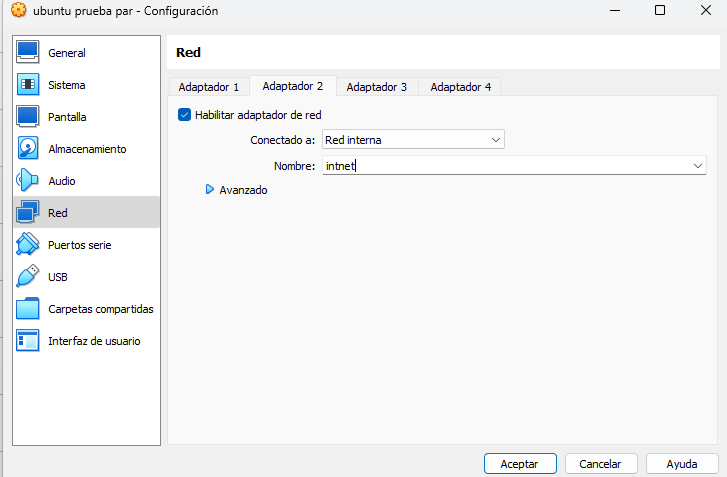 ubuntu prueba par - Configuración
General
Sistema
Pantalla
Almacenamiento
Audio
Red
Puertos serie
USB
Carpetas compartidas
Interfaz de usuario
Red
Adaptador 1 Adaptador 2 Adaptador 3 Adaptador 4
Habilitar adaptador de red
Conectado a: Red interna
Nombre: intnet
Avanzado
Aceptar Cancelar Ayuda